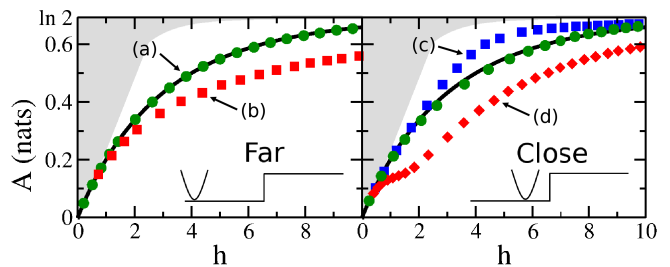 A (nats)
ln 2
0.6
0.4
0.2
0
(a)
(b)
Far
0 2 4 6 8
h
(c)
(d)
Close
0 2 4 6 8 10
h